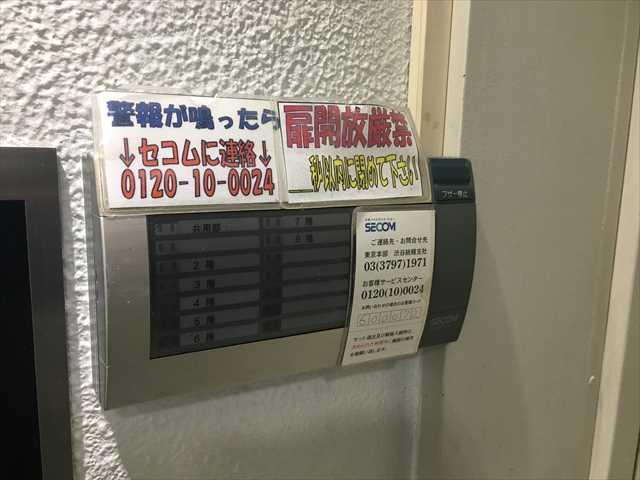 警報が鳴ったら
↓セコムに連絡↓
0120-10-0024
扉開放厳禁
秒以内に閉めて下さい!
ブザー停止
共用部
2 階
3 階
4 階
5 階
6 階
7 階
8 階
SECOM
ご連絡先・お問合せ先
東京本部 渋谷統轄支社
03(3797)1971
お客様サービスセンター
0120(10)0024
SECOM